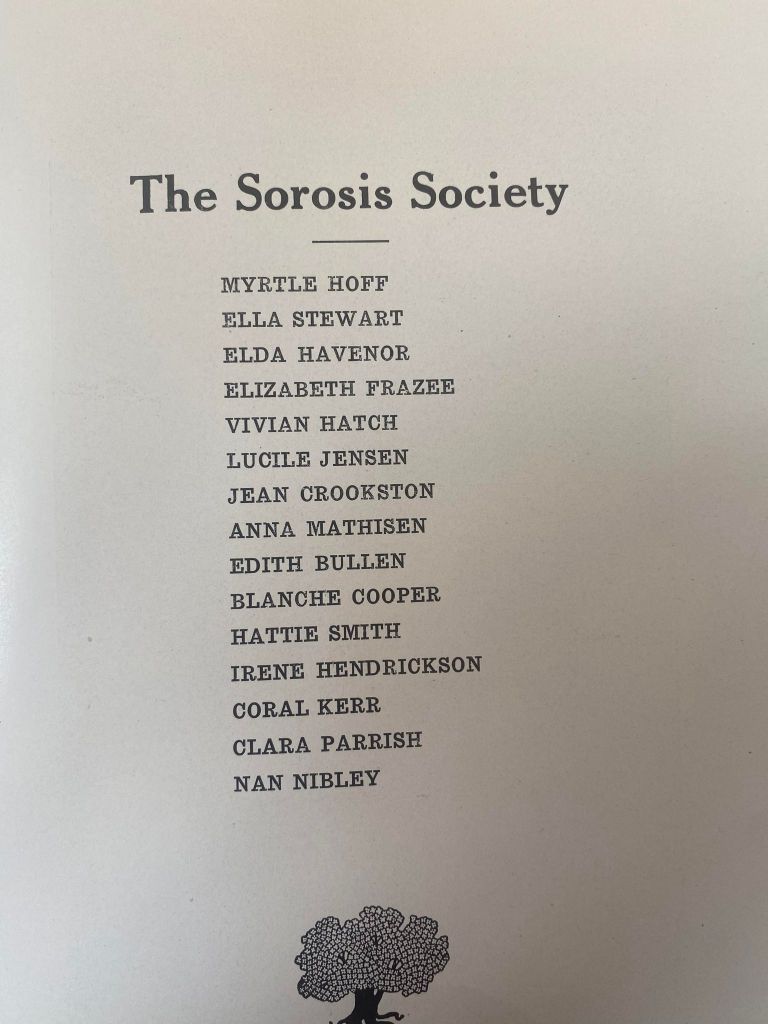 The Sorosis Society
MYRTLE HOFF
ELLA STEWART
ELDA HAVENOR
ELIZABETH FRAZEE
VIVIAN HATCH
LUCILE JENSEN
JEAN CROOKSTON
ANNA MATHISEN
EDITH BULLEN
BLANCHE COOPER
HATTIE SMITH
IRENE HENDRICKSON
CORAL KERR
CLARA PARRISH
NAN NIBLEY